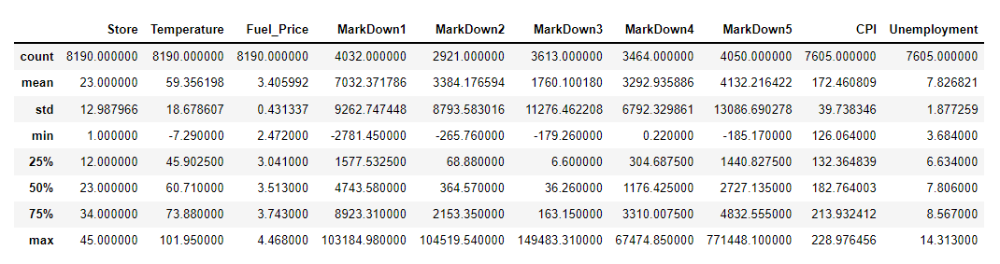 Store Temperature Fuel_Price MarkDown1 MarkDown2 MarkDown3 MarkDown4 MarkDown5 CPI Unemployment
count 8190.000000 8190.000000 8190.000000 4032.000000 2921.000000 3613.000000 3464.000000 4050.000000 7605.000000 7605.000000
mean 23.000000 59.356198 3.405992 7032.371786 3384.176594 1760.100180 3292.935886 4132.216422 172.460809 7.826821
std 12.987966 18.678607 0.431337 9262.747448 8793.583016 11276.462208 6792.329861 13086.690278 39.738346 1.877259
min 1.000000 -7.290000 2.472000 -2781.450000 -265.760000 -179.260000 0.220000 -185.170000 126.064000 3.684000
25% 12.000000 45.902500 3.041000 1577.532500 68.880000 6.600000 304.687500 1440.827500 132.364839 6.634000
50% 23.000000 60.710000 3.513000 4743.580000 364.570000 36.260000 1176.425000 2727.135000 182.764003 7.806000
75% 34.000000 73.880000 3.743000 8923.310000 2153.350000 163.150000 3310.007500 4832.555000 213.932412 8.567000
max 45.000000 101.950000 4.468000 103184.980000 104519.540000 149483.310000 67474.850000 771448.100000 228.976456 14.313000